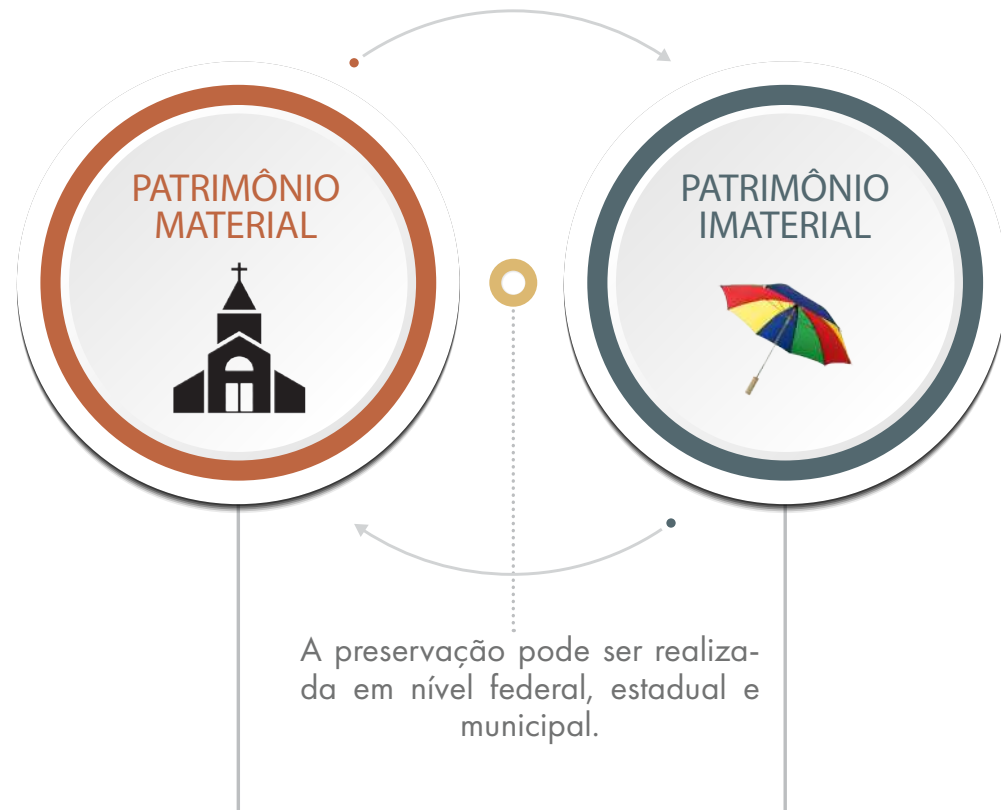 PATRIMÔNIO
MATERIAL
PATRIMÔNIO
IMATERIAL
A preservação pode ser realiza-
da em nível federal, estadual e
municipal.